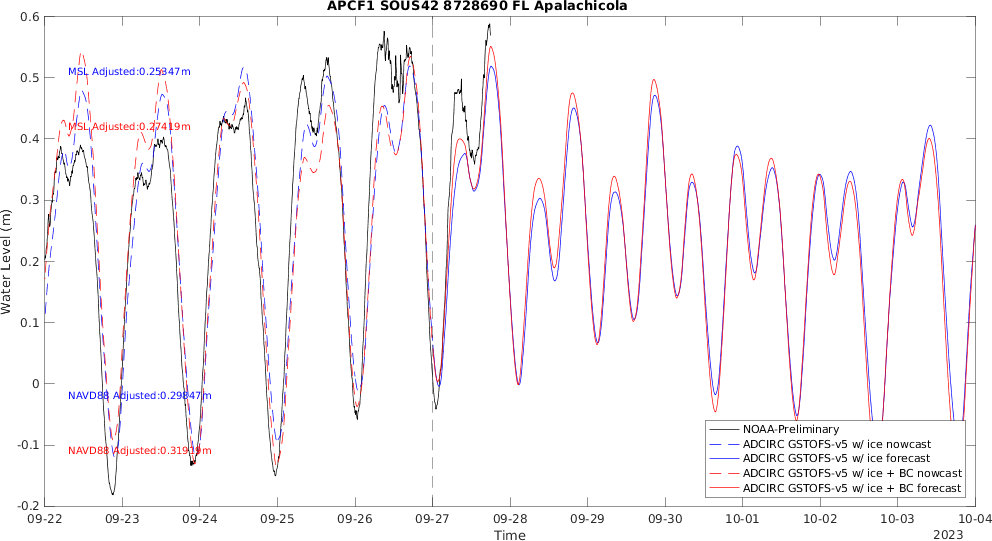 APCF1 SOUS42 8728690 FL Apalachicola
0.6
0.5
0.4
0.3
0.2
0.1
0
-0.1
-0.2
Water Level (m)
MSL Adjusted:0.25347m
MSL Adjusted:0.27419m
NAVD88 Adjusted:0.29847m
NAVD88 Adjusted:0.31919m
NOAA-Preliminary
ADCIRC GSTOFS-v5 w/ ice nowcast
ADCIRC GSTOFS-v5 w/ ice forecast
ADCIRC GSTOFS-v5 w/ ice + BC nowcast
ADCIRC GSTOFS-v5 w/ ice + BC forecast
09-22 09-23 09-24 09-25 09-26 09-27 09-28 09-29 09-30 10-01 10-02 10-03 10-04
Time
2023